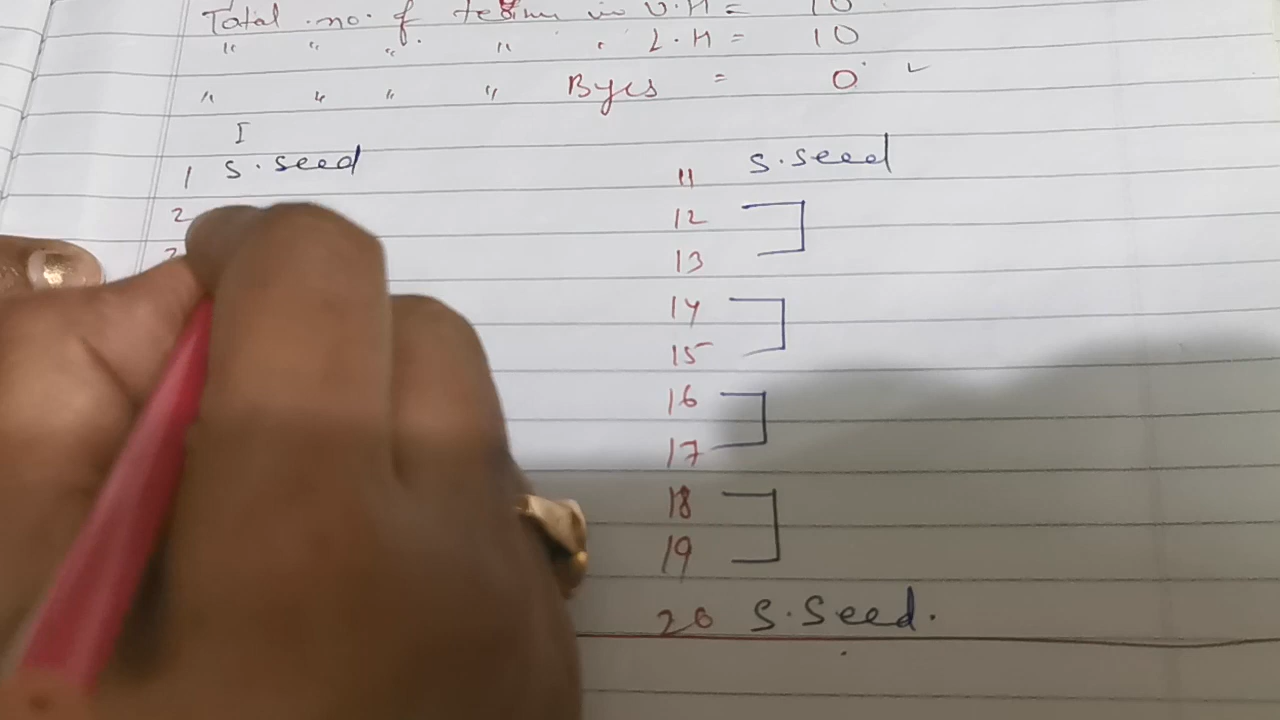 Total no. of teams in U.H = 10
" " " " " L.H = 10
" " " " Byes = 0
I
1 S.Seed
2
3
11 S.Seed
12
13
14
15
16
17
18
19
20 S.Seed.